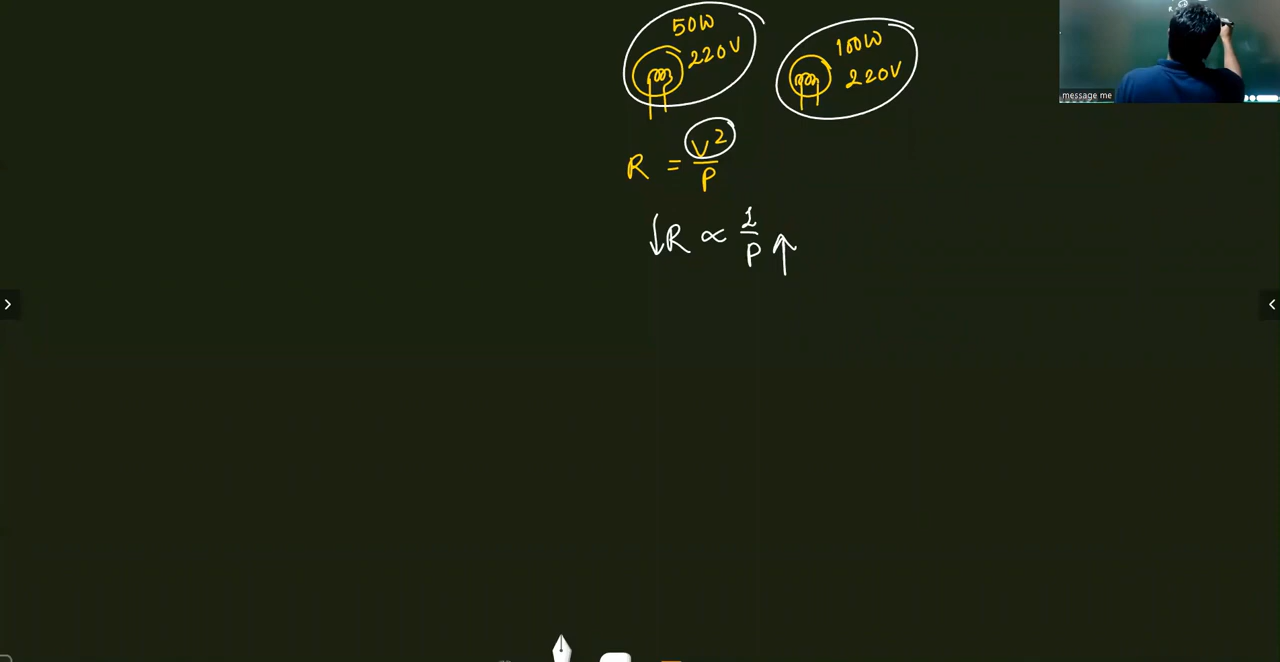 50W
220V
100W
220V
R = V²/P
↓R ∝ 1/P ↑
message me